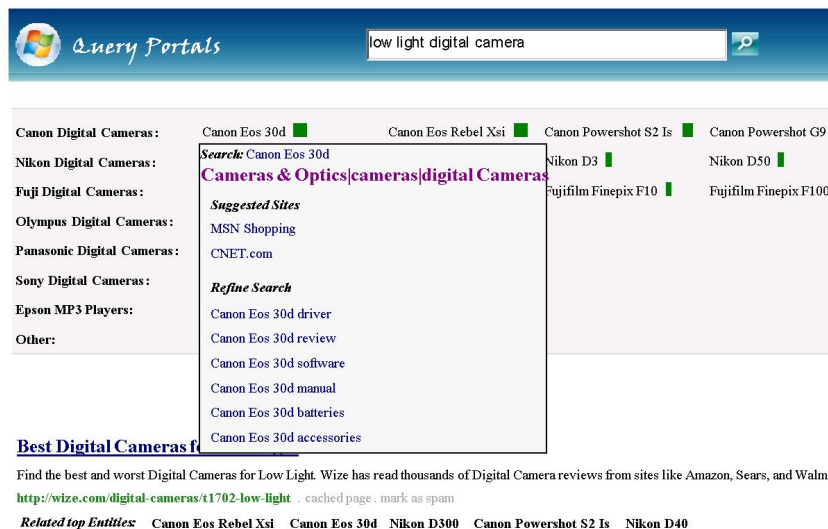 Query Portals
low light digital camera
Canon Digital Cameras: Canon Eos 30d Canon Eos Rebel Xsi Canon Powershot S2 Is Canon Powershot G9
Search: Canon Eos 30d
Nikon Digital Cameras: Nikon D3 Nikon D50
Cameras & Optics|cameras|digital Cameras
Fuji Digital Cameras: Fujifilm Finepix F10 Fujifilm Finepix F100
Suggested Sites
Olympus Digital Cameras:
MSN Shopping
Panasonic Digital Cameras:
CNET.com
Sony Digital Cameras:
Refine Search
Epson MP3 Players:
Canon Eos 30d driver
Other:
Canon Eos 30d review
Canon Eos 30d software
Canon Eos 30d manual
Canon Eos 30d batteries
Canon Eos 30d accessories
Best Digital Cameras
Find the best and worst Digital Cameras for Low Light. Wize has read thousands of Digital Camera reviews from sites like Amazon, Sears, and Walm
http://wize.com/digital-cameras/t1702-low-light . cached page . mark as spam
Related top Entities: Canon Eos Rebel Xsi Canon Eos 30d Nikon D300 Canon Powershot S2 Is Nikon D40